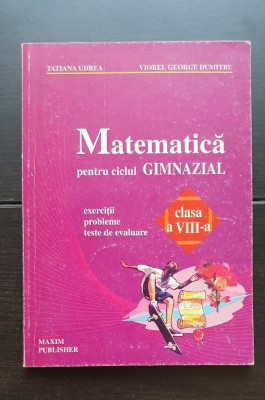 TATIANA UDREA VIOREL GEORGE DUMITRU
Matematică
pentru ciclul GIMNAZIAL
exerciții
probleme
teste de evaluare
clasa
a VIII-a
MAXIM
PUBLISHER